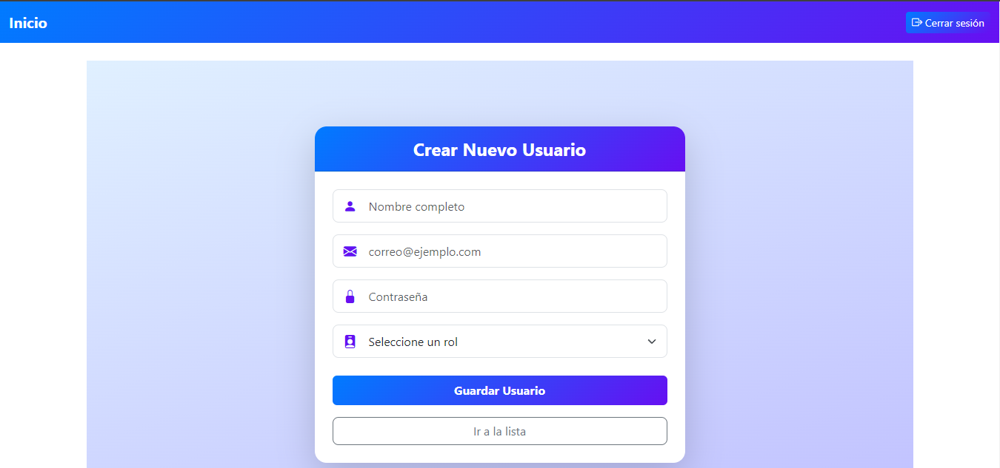 Inicio
Cerrar sesión
Crear Nuevo Usuario
Nombre completo
correo@ejemplo.com
Contraseña
Seleccione un rol
Guardar Usuario
Ir a la lista